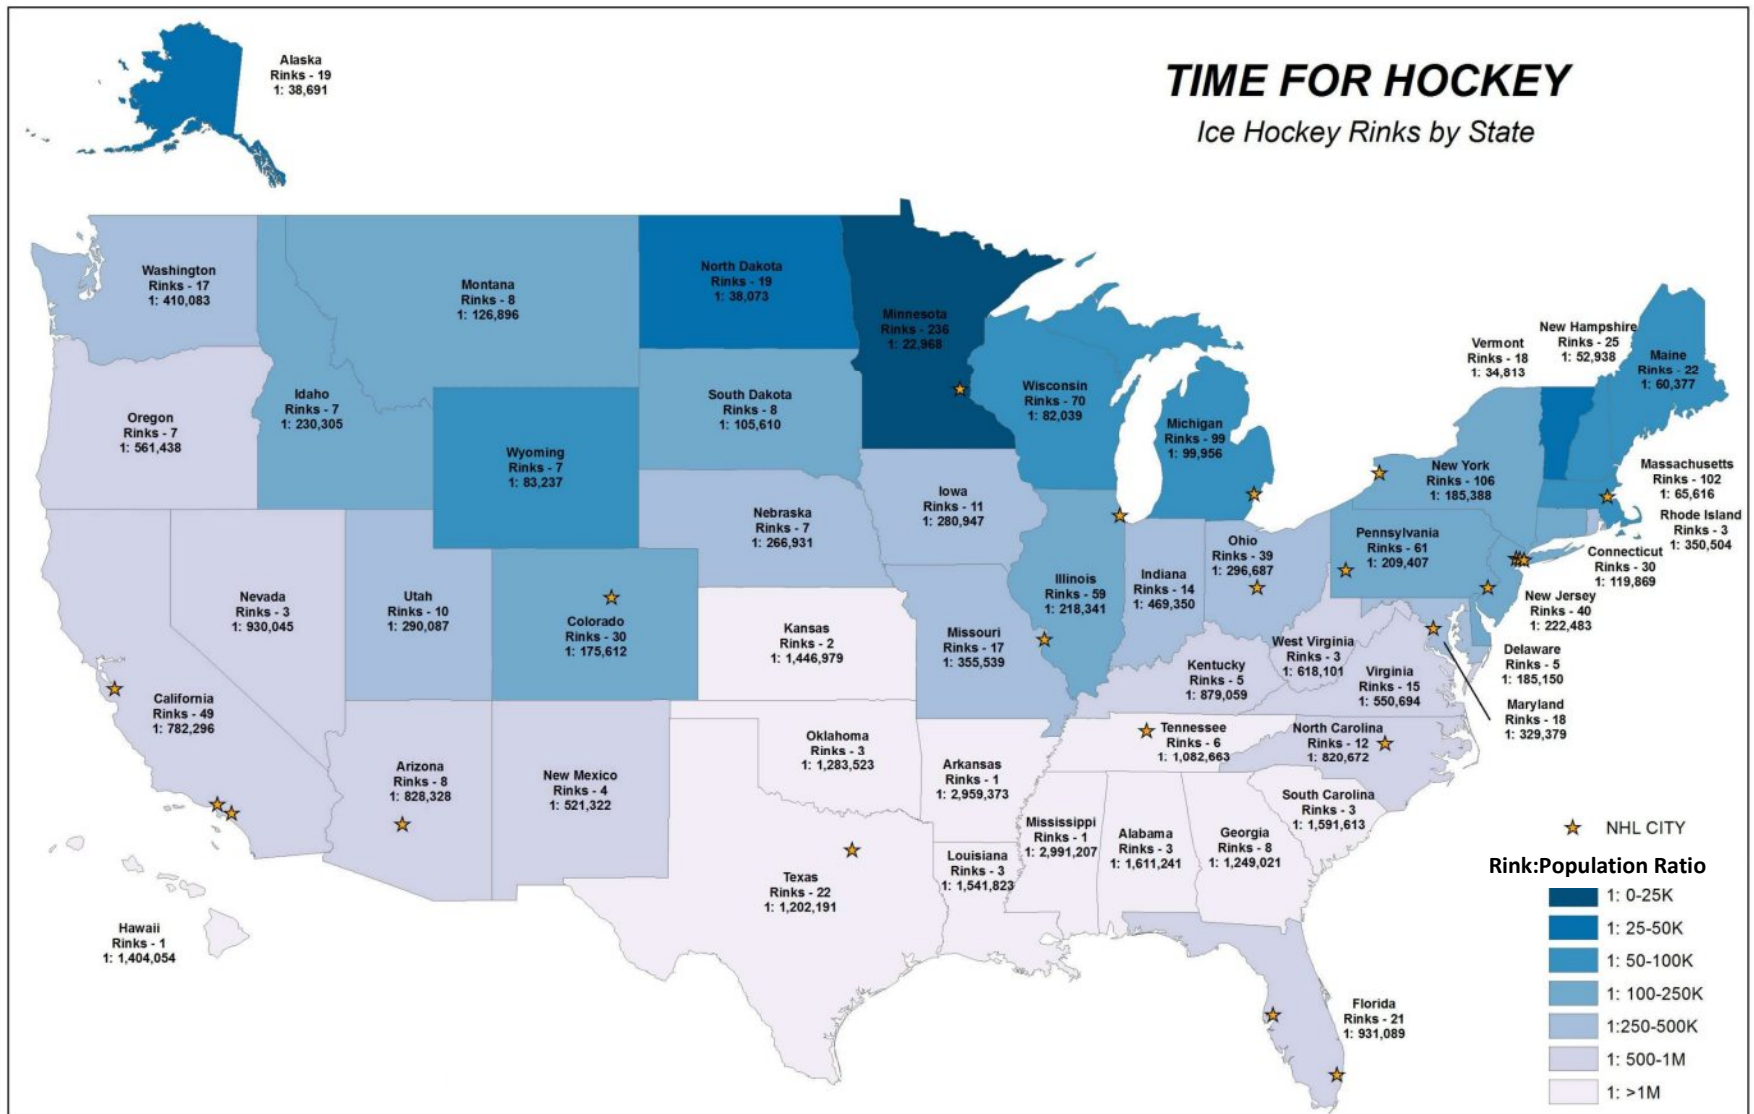 TIME FOR HOCKEY
Ice Hockey Rinks by State
Alaska
Rinks - 19
1: 38,691
Washington
Rinks - 17
1: 410,083
Montana
Rinks - 8
1: 126,896
North Dakota
Rinks - 19
1: 38,073
Minnesota
Rinks - 236
1: 22,968
Wisconsin
Rinks - 70
1: 82,039
Michigan
Rinks - 99
1: 99,956
Vermont
Rinks - 18
1: 34,813
New Hampshire
Rinks - 25
1: 52,938
Maine
Rinks - 22
1: 60,377
Oregon
Rinks - 7
1: 561,438
Idaho
Rinks - 7
1: 230,305
Wyoming
Rinks - 7
1: 83,237
South Dakota
Rinks - 8
1: 105,610
New York
Rinks - 106
1: 185,388
Massachusetts
Rinks - 102
1: 65,616
Rhode Island
Rinks - 3
1: 350,504
Connecticut
Rinks - 30
1: 119,869
Nebraska
Rinks - 7
1: 266,931
Iowa
Rinks - 11
1: 280,947
Illinois
Rinks - 59
1: 218,341
Indiana
Rinks - 14
1: 469,350
Ohio
Rinks - 39
1: 296,687
Pennsylvania
Rinks - 61
1: 209,407
New Jersey
Rinks - 40
1: 222,483
Delaware
Rinks - 5
1: 185,150
Maryland
Rinks - 18
1: 329,379
Nevada
Rinks - 3
1: 930,045
Utah
Rinks - 10
1: 290,087
Colorado
Rinks - 30
1: 175,612
Kansas
Rinks - 2
1: 1,446,979
Missouri
Rinks - 17
1: 355,539
Kentucky
Rinks - 5
1: 879,059
West Virginia
Rinks - 3
1: 618,101
Virginia
Rinks - 15
1: 550,694
California
Rinks - 49
1: 782,296
Arizona
Rinks - 8
1: 828,328
New Mexico
Rinks - 4
1: 521,322
Oklahoma
Rinks - 3
1: 1,283,523
Arkansas
Rinks - 1
1: 2,959,373
Tennessee
Rinks - 6
1: 1,082,663
North Carolina
Rinks - 12
1: 820,672
South Carolina
Rinks - 3
1: 1,591,613
Texas
Rinks - 22
1: 1,202,191
Louisiana
Rinks - 3
1: 1,541,823
Mississippi
Rinks - 1
1: 2,991,207
Alabama
Rinks - 3
1: 1,611,241
Georgia
Rinks - 8
1: 1,249,021
Hawaii
Rinks - 1
1: 1,404,054
Florida
Rinks - 21
1: 931,089
NHL CITY
Rink:Population Ratio
1: 0-25K
1: 25-50K
1: 50-100K
1: 100-250K
1:250-500K
1: 500-1M
1: >1M